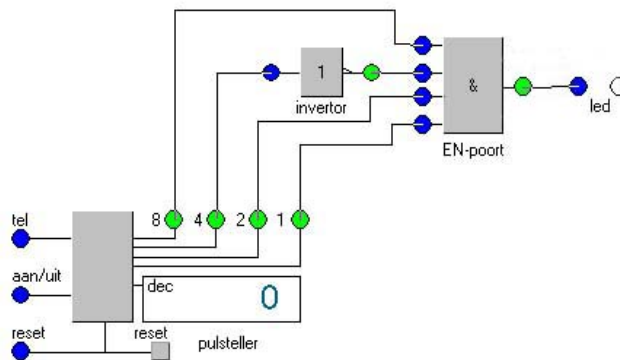 1
&
invertor
led
EN-poort
tel
8 4 2 1
aan/uit
dec
0
reset
reset
pulsteller